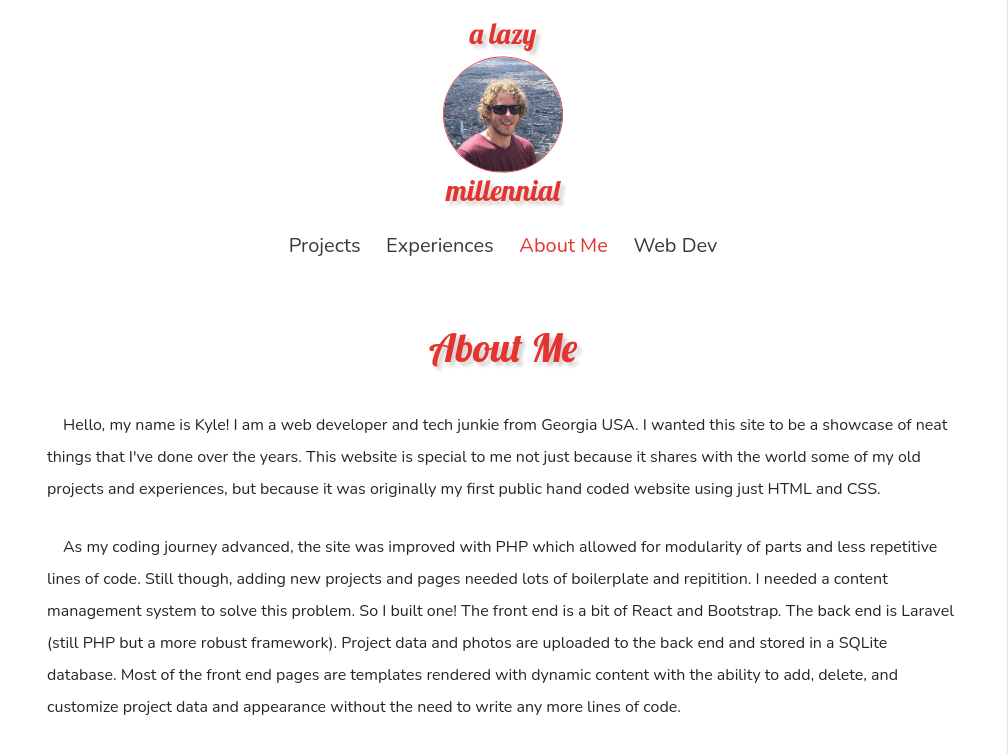 a lazy
millennial
Projects Experiences About Me Web Dev
About Me
Hello, my name is Kyle! I am a web developer and tech junkie from Georgia USA. I wanted this site to be a showcase of neat
things that I've done over the years. This website is special to me not just because it shares with the world some of my old
projects and experiences, but because it was originally my first public hand coded website using just HTML and CSS.
As my coding journey advanced, the site was improved with PHP which allowed for modularity of parts and less repetitive
lines of code. Still though, adding new projects and pages needed lots of boilerplate and repitition. I needed a content
management system to solve this problem. So I built one! The front end is a bit of React and Bootstrap. The back end is Laravel
(still PHP but a more robust framework). Project data and photos are uploaded to the back end and stored in a SQLite
database. Most of the front end pages are templates rendered with dynamic content with the ability to add, delete, and
customize project data and appearance without the need to write any more lines of code.